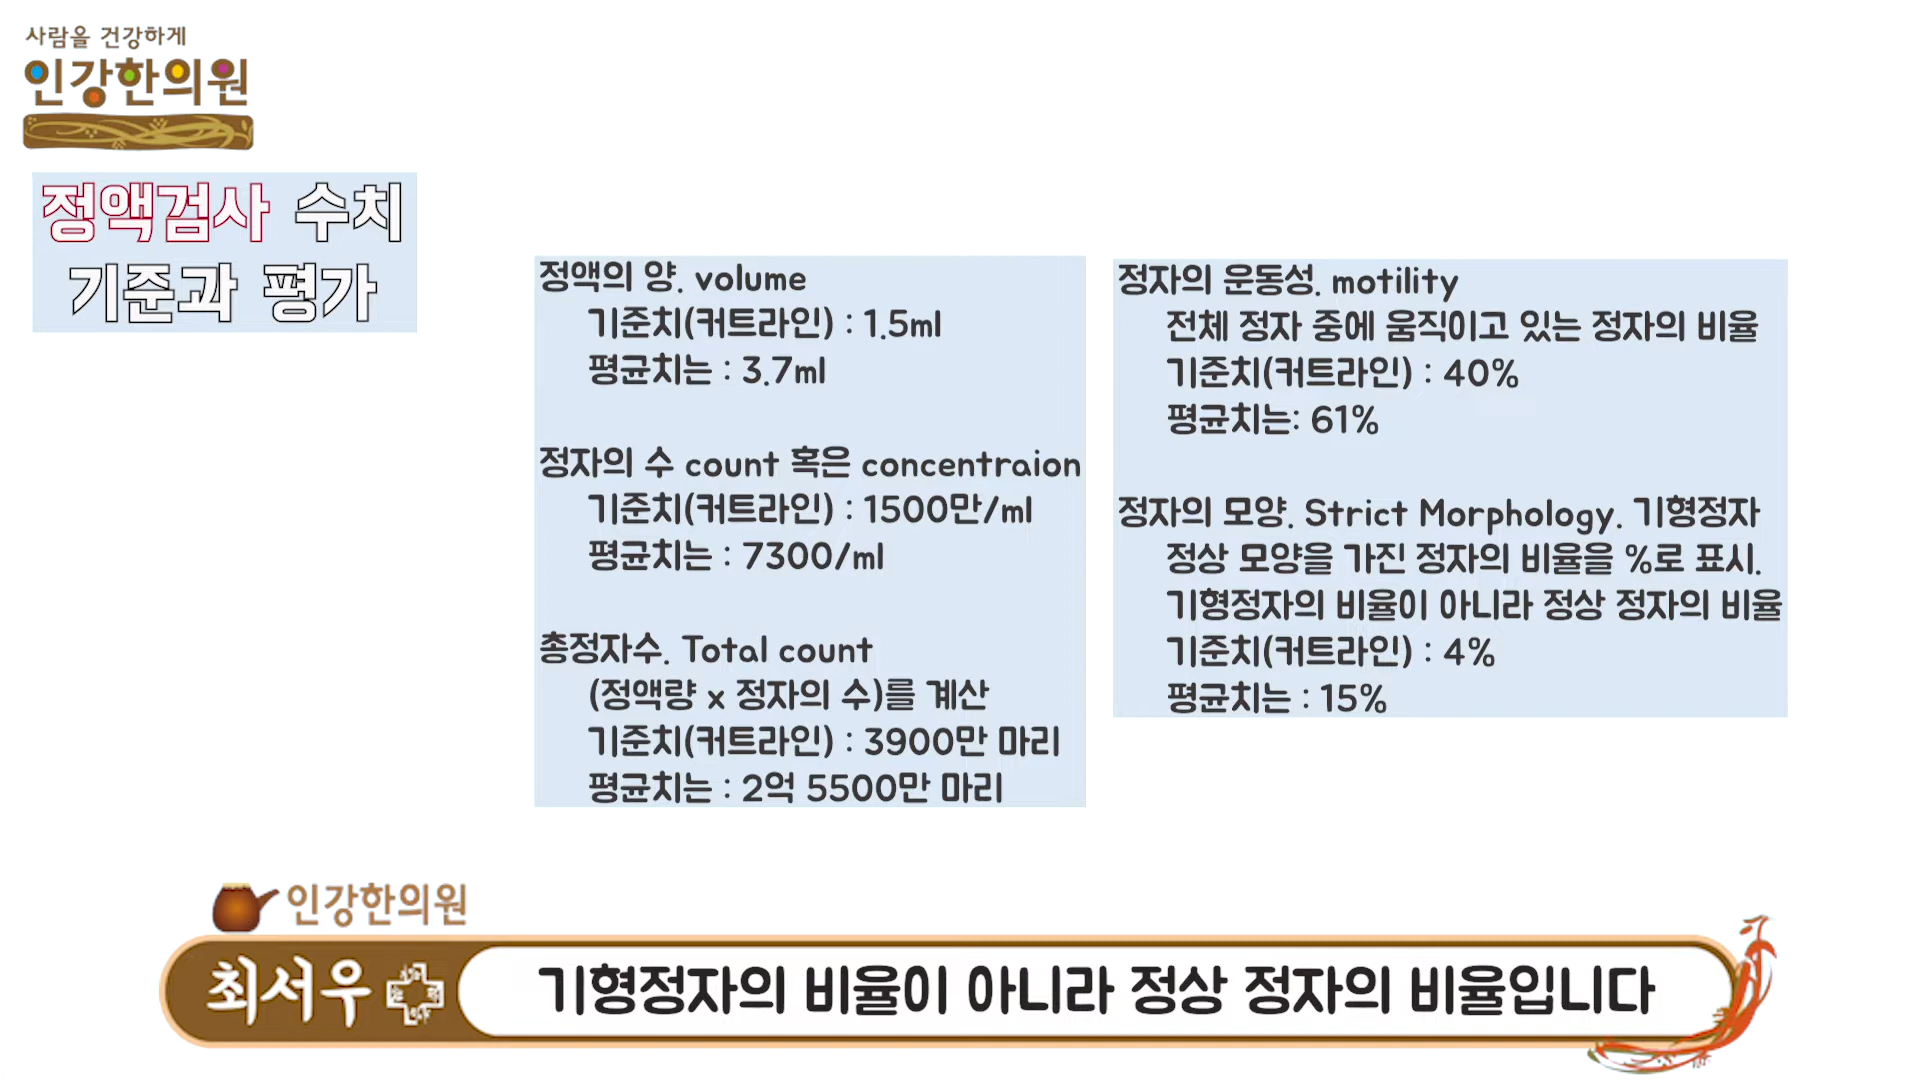 사람을 건강하게
인강한의원
정액검사 수치
기준과 평가
정액의 양. volume
기준치(커트라인) : 1.5ml
평균치는 : 3.7ml
정자의 수 count 혹은 concentraion
기준치(커트라인) : 1500만/ml
평균치는 : 7300/ml
총정자수. Total count
(정액량 x 정자의 수)를 계산
기준치(커트라인) : 3900만 마리
평균치는 : 2억 5500만 마리
정자의 운동성. motility
전체 정자 중에 움직이고 있는 정자의 비율
기준치(커트라인) : 40%
평균치는: 61%
정자의 모양. Strict Morphology. 기형정자
정상 모양을 가진 정자의 비율을 %로 표시.
기형정자의 비율이 아니라 정상 정자의 비율
기준치(커트라인) : 4%
평균치는 : 15%
인강한의원
최서우
기형정자의 비율이 아니라 정상 정자의 비율입니다